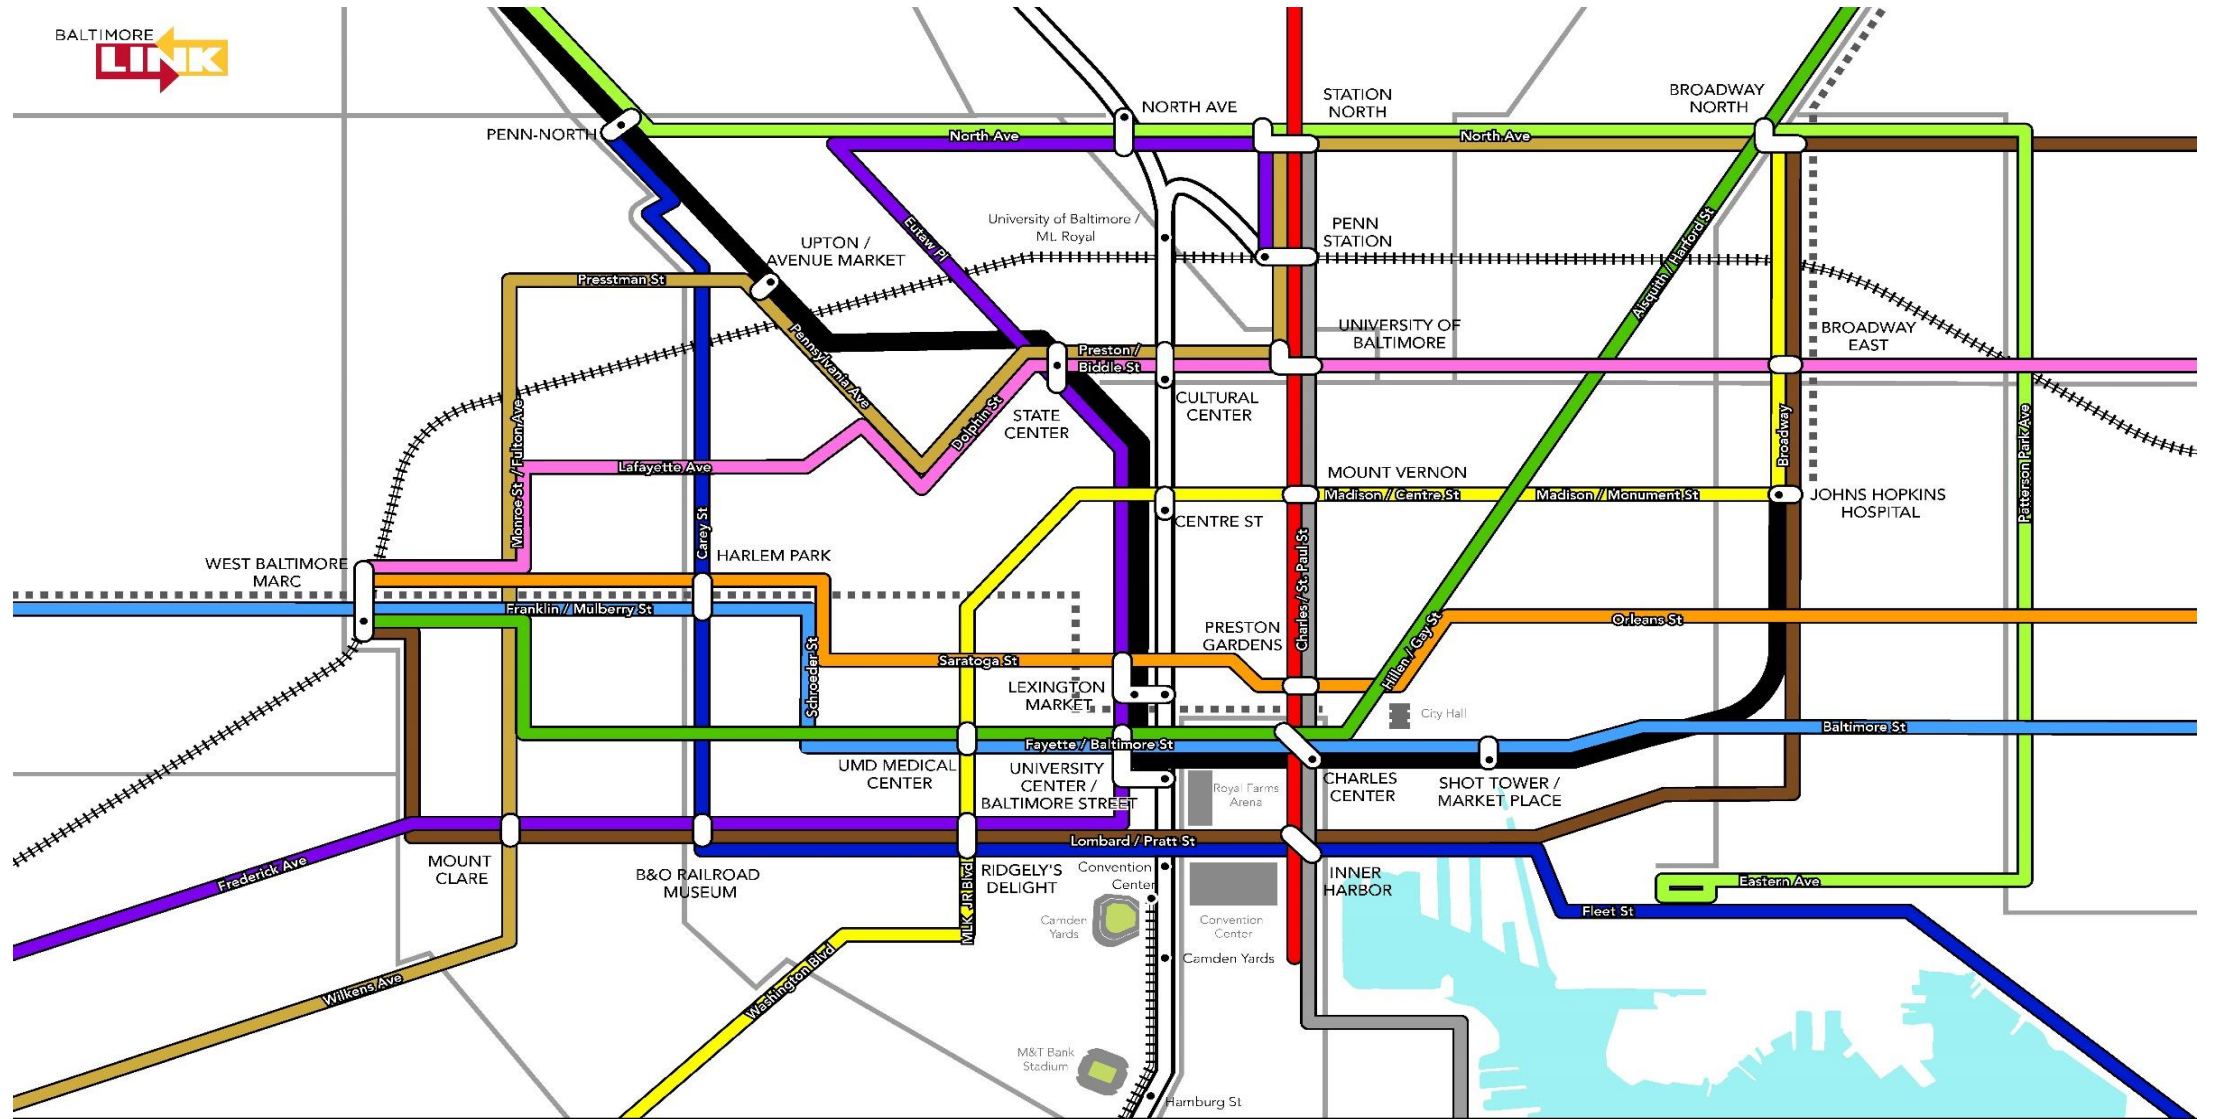 BALTIMORE
LINK
PENN-NORTH
NORTH AVE
STATION
NORTH
BROADWAY
NORTH
North Ave
North Ave
University of Baltimore /
Mt. Royal
PENN
STATION
UPTON /
AVENUE MARKET
Eutaw Pl
Aisquith / Harford St
Presstman St
Pennsylvania Ave
Preston /
Biddle St
UNIVERSITY OF
BALTIMORE
BROADWAY
EAST
Dolphin St
STATE
CENTER
CULTURAL
CENTER
Monroe St / Fulton Ave
Lafayette Ave
Carey St
MOUNT VERNON
Madison / Centre St
Madison / Monument St
Broadway
JOHNS HOPKINS
HOSPITAL
Patterson Park Ave
CENTRE ST
WEST BALTIMORE
MARC
HARLEM PARK
Franklin / Mulberry St
Schroeder St
Saratoga St
Charles / St. Paul St
PRESTON
GARDENS
Hillen / Gay St
Orleans St
LEXINGTON
MARKET
City Hall
Fayette / Baltimore St
Baltimore St
UMD MEDICAL
CENTER
UNIVERSITY
CENTER /
BALTIMORE STREET
Royal Farms
Arena
CHARLES
CENTER
SHOT TOWER /
MARKET PLACE
Lombard / Pratt St
MOUNT
CLARE
B&O RAILROAD
MUSEUM
MLK JR Blvd
RIDGELY'S
DELIGHT
Convention
Center
INNER
HARBOR
Eastern Ave
Frederick Ave
Camden
Yards
Convention
Center
Fleet St
Washington Blvd
Camden Yards
Wilkens Ave
M&T Bank
Stadium
Hamburg St